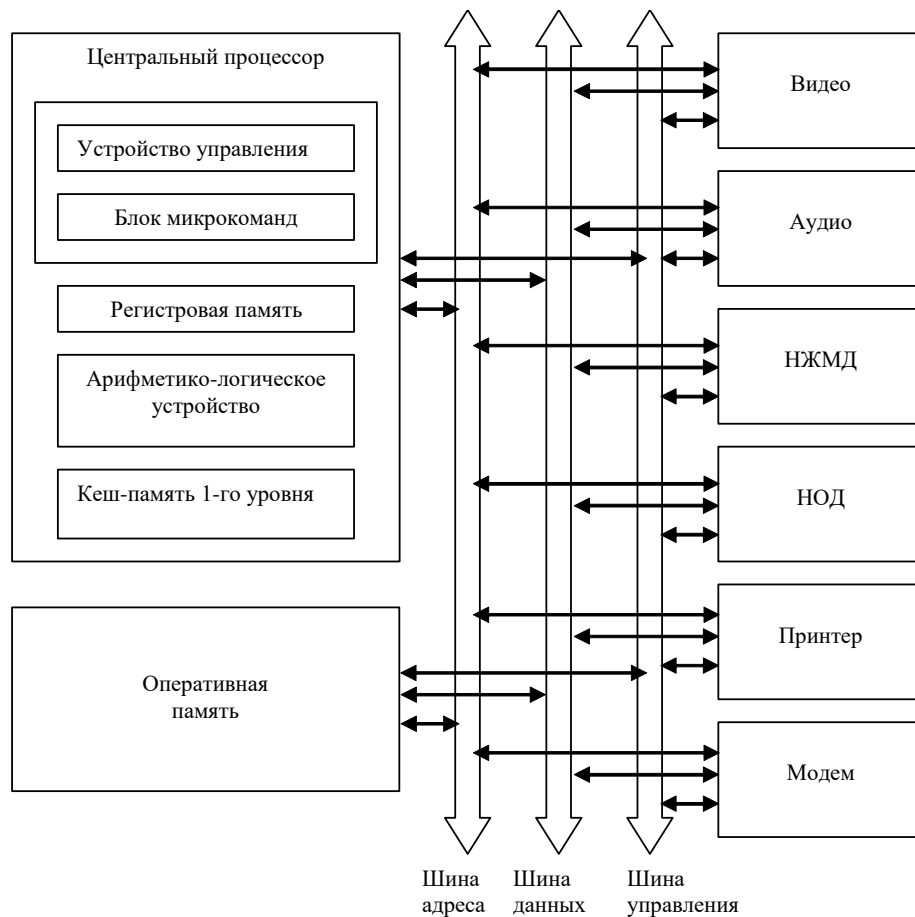 Центральный процессор
Устройство управления
Блок микрокоманд
Регистровая память
Арифметико-логическое
устройство
Кеш-память 1-го уровня
Оперативная
память
Видео
Аудио
НЖМД
НОД
Принтер
Модем
Шина
адреса
Шина
данных
Шина
управления